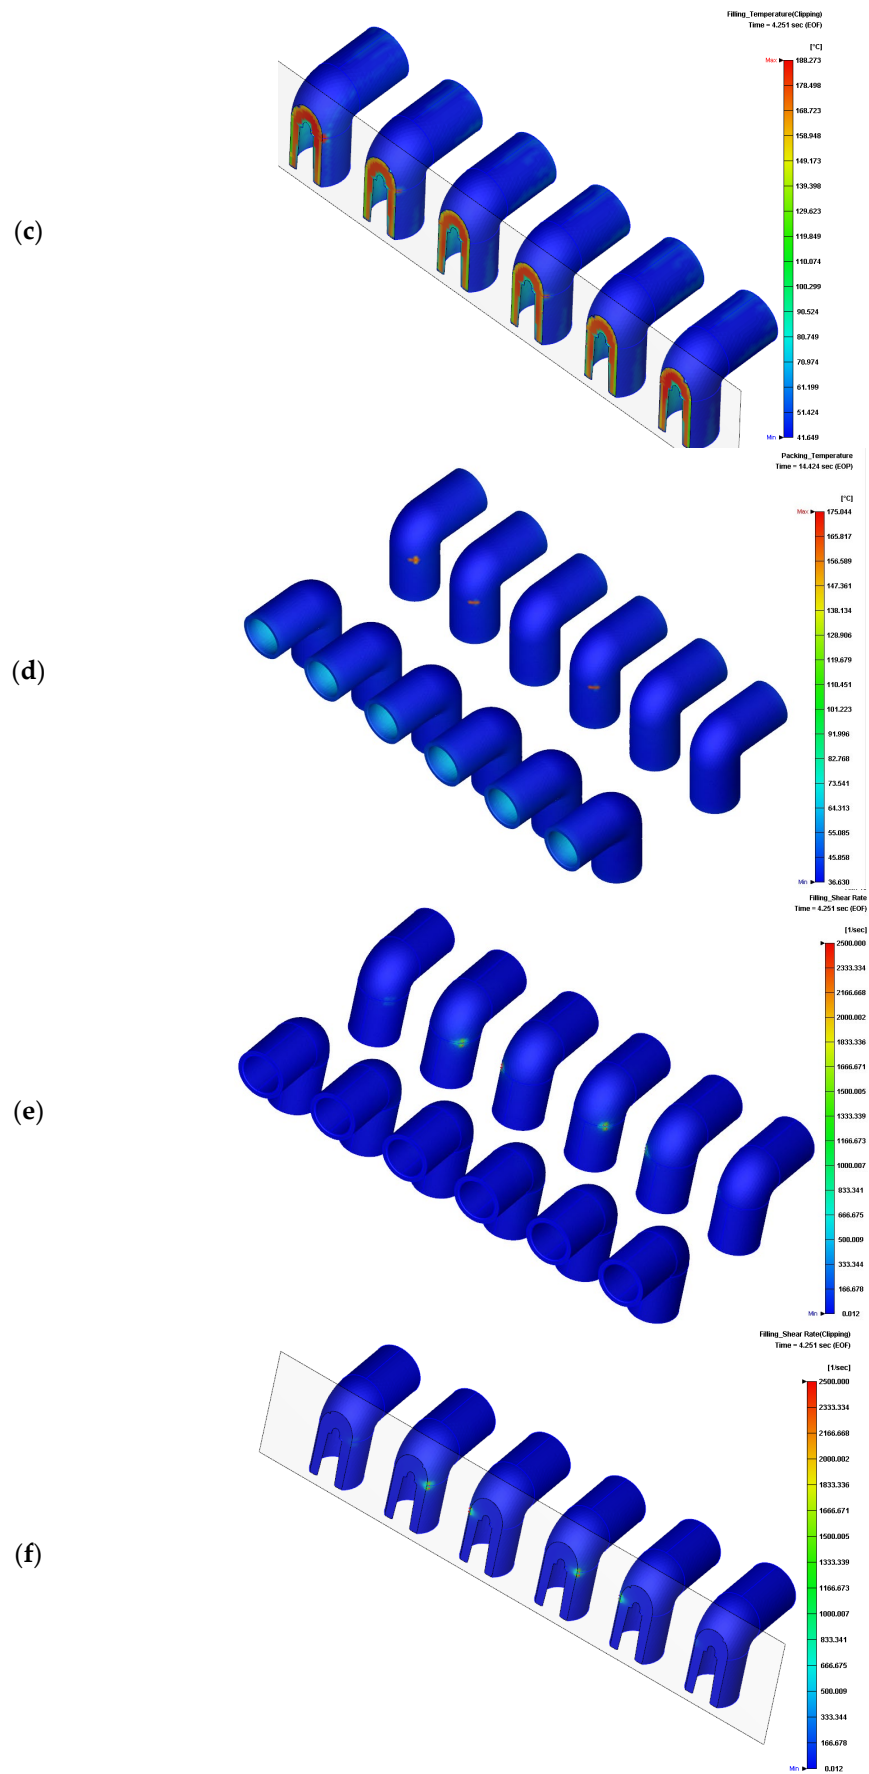 (c)
Filling_Temperature(Clipping)
Time = 4.251 sec (EOF)
[°C]
Max 188.273
178.498
168.723
158.948
149.173
139.398
129.623
119.849
110.074
100.299
90.524
80.749
70.974
61.199
51.424
Min 41.649
(d)
Packing_Temperature
Time = 14.424 sec (EOP)
[°C]
Max 175.044
165.817
156.589
147.361
138.134
128.906
119.679
110.451
101.223
91.996
82.768
73.541
64.313
55.085
45.858
Min 36.630
(e)
Filling_Shear Rate
Time = 4.251 sec (EOF)
[1/sec]
2500.000
2333.334
2166.668
2000.002
1833.336
1666.671
1500.005
1333.339
1166.673
1000.007
833.341
666.675
500.009
333.344
166.678
Min 0.012
(f)
Filling_Shear Rate(Clipping)
Time = 4.251 sec (EOF)
[1/sec]
2500.000
2333.334
2166.668
2000.002
1833.336
1666.671
1500.005
1333.339
1166.673
1000.007
833.341
666.675
500.009
333.344
166.678
Min 0.012